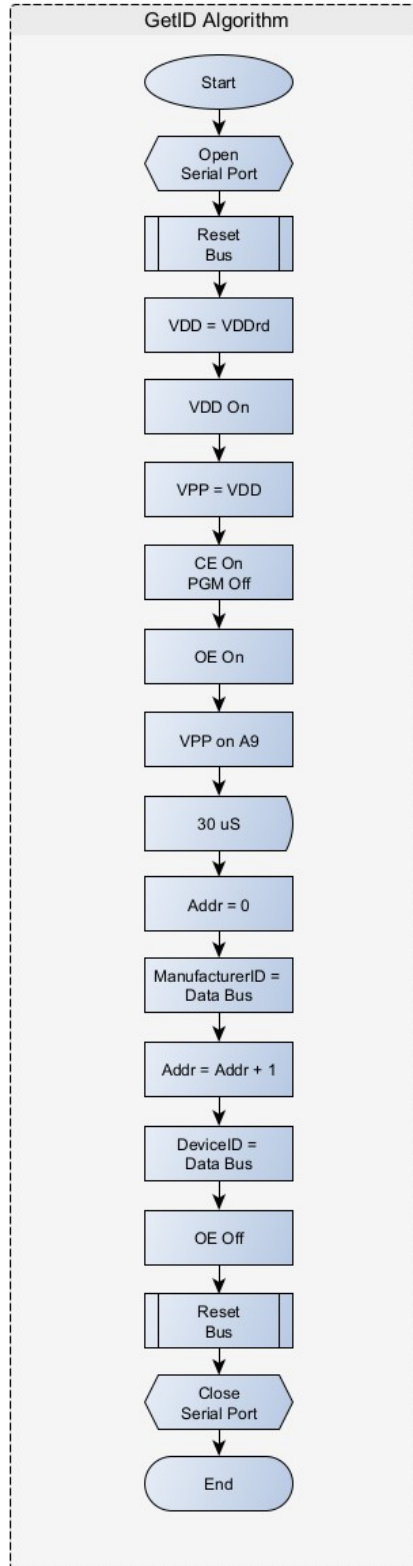 GetID Algorithm
Start
Open
Serial Port
Reset
Bus
VDD = VDDrd
VDD On
VPP = VDD
CE On
PGM Off
OE On
VPP on A9
30 uS
Addr = 0
ManufacturerID =
Data Bus
Addr = Addr + 1
DeviceID =
Data Bus
OE Off
Reset
Bus
Close
Serial Port
End